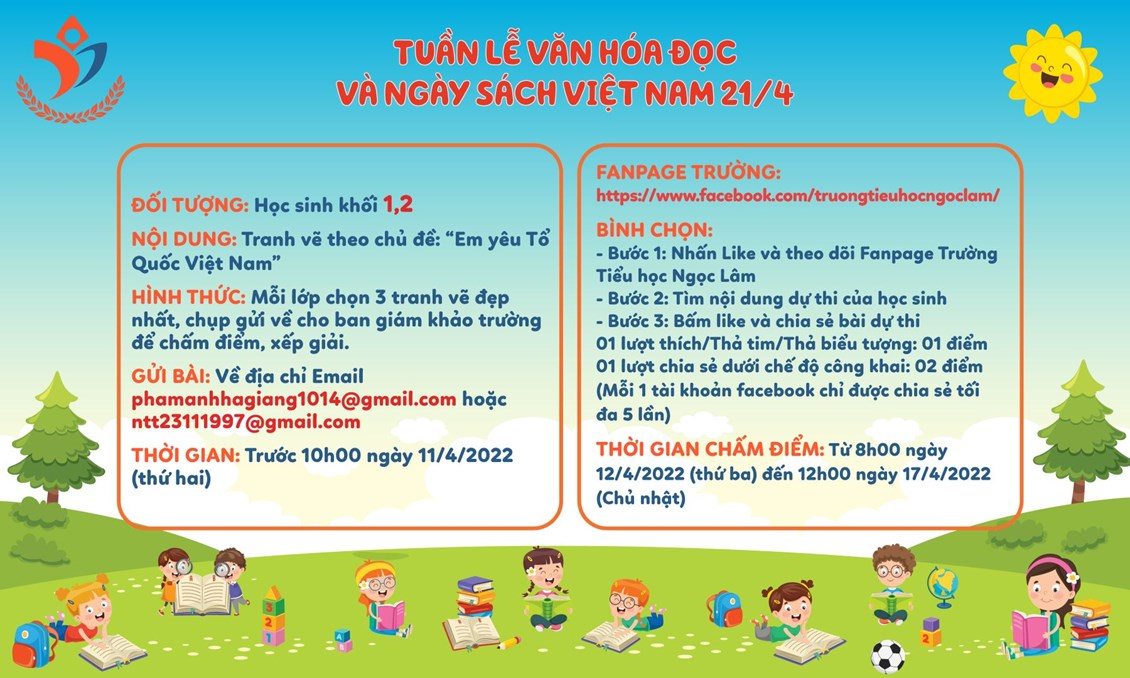 TUẦN LỄ VĂN HÓA ĐỌC
VÀ NGÀY SÁCH VIỆT NAM 21/4
ĐỐI TƯỢNG: Học sinh khối 1,2
NỘI DUNG: Tranh vẽ theo chủ đề: “Em yêu Tổ
Quốc Việt Nam”
HÌNH THỨC: Mỗi lớp chọn 3 tranh vẽ đẹp
nhất, chụp gửi về cho ban giám khảo trường
để chấm điểm, xếp giải.
GỬI BÀI: Về địa chỉ Email
phamanhhagiang1014@gmail.com hoặc
ntt23111997@gmail.com
THỜI GIAN: Trước 10h00 ngày 11/4/2022
(thứ hai)
FANPAGE TRƯỜNG:
https://www.facebook.com/truongtieuhocngoclam/
BÌNH CHỌN:
- Bước 1: Nhấn Like và theo dõi Fanpage Trường
Tiểu học Ngọc Lâm
- Bước 2: Tìm nội dung dự thi của học sinh
- Bước 3: Bấm like và chia sẻ bài dự thi
01 lượt thích/Thả tim/Thả biểu tượng: 01 điểm
01 lượt chia sẻ dưới chế độ công khai: 02 điểm
(Mỗi 1 tài khoản facebook chỉ được chia sẻ tối
đa 5 lần)
THỜI GIAN CHẤM ĐIỂM: Từ 8h00 ngày
12/4/2022 (thứ ba) đến 12h00 ngày 17/4/2022
(Chủ nhật)
3
2
1
A
2